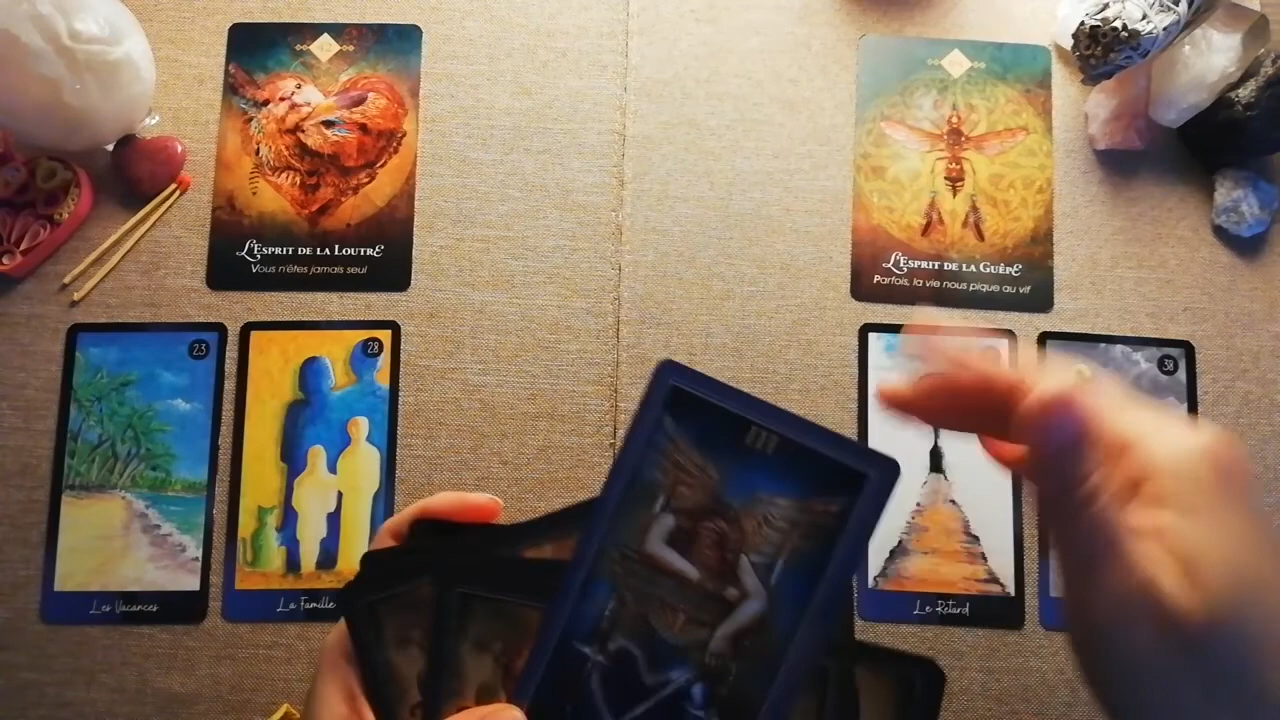 L'Esprit de la Loutre
Vous n'êtes jamais seul
L'Esprit de la Guêpe
Parfois, la vie nous pique au vif
23
Les Vacances
28
La Famille
Le Retard
38
III